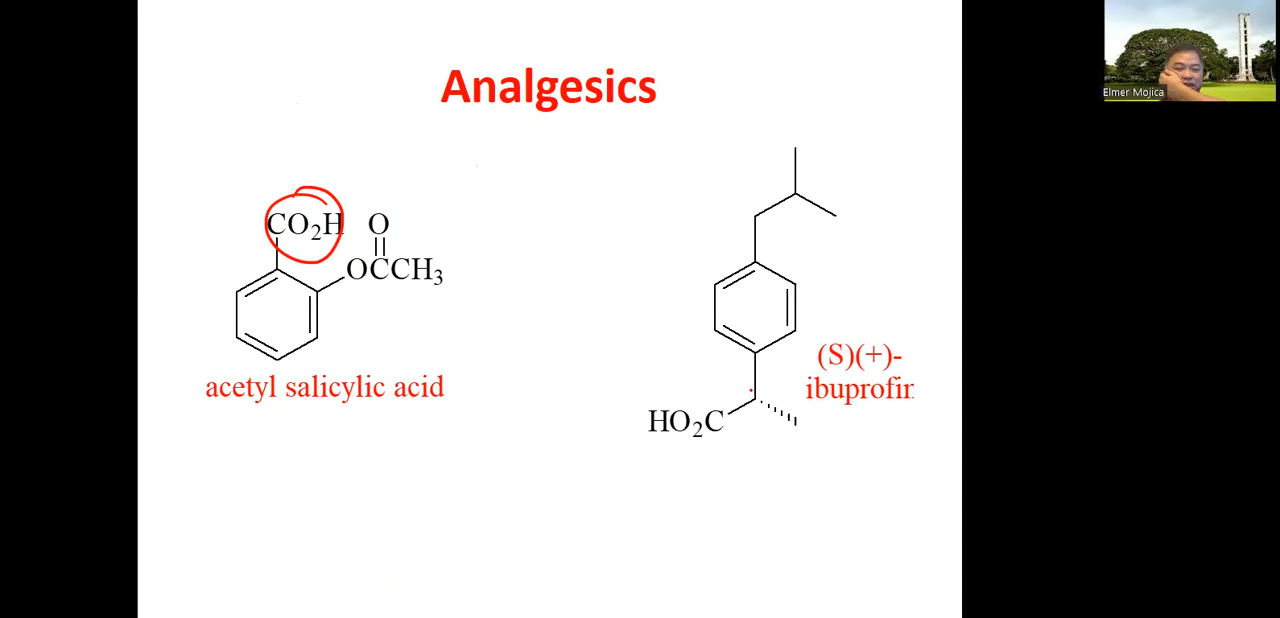 Analgesics
Elmer Mojica
CO₂H
O
OCCH₃
acetyl salicylic acid
(S)(+)-
ibuprofin
HO₂C